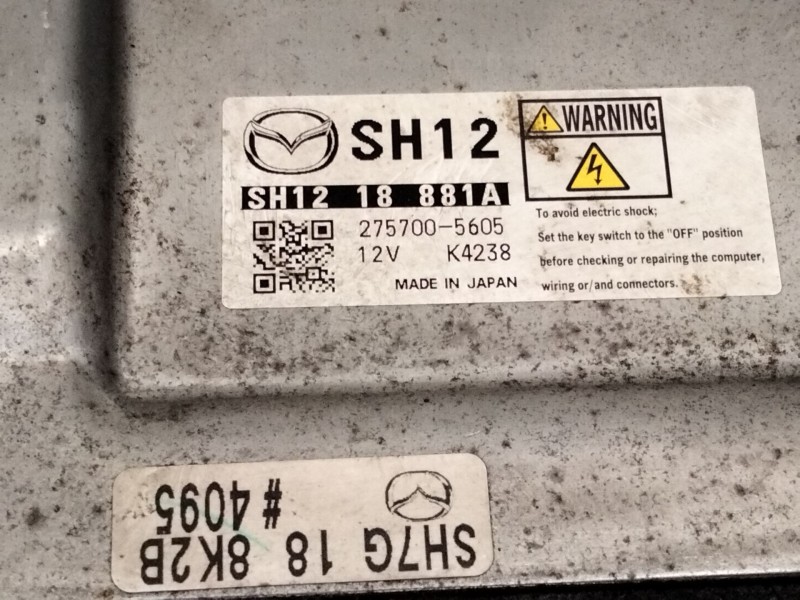 SH12
SH12 18 881A
275700-5605
12V K4238
MADE IN JAPAN
WARNING
To avoid electric shock;
Set the key switch to the "OFF" position
before checking or repairing the computer,
wiring or/and connectors.
SH7G 18 8K2B
# 4095